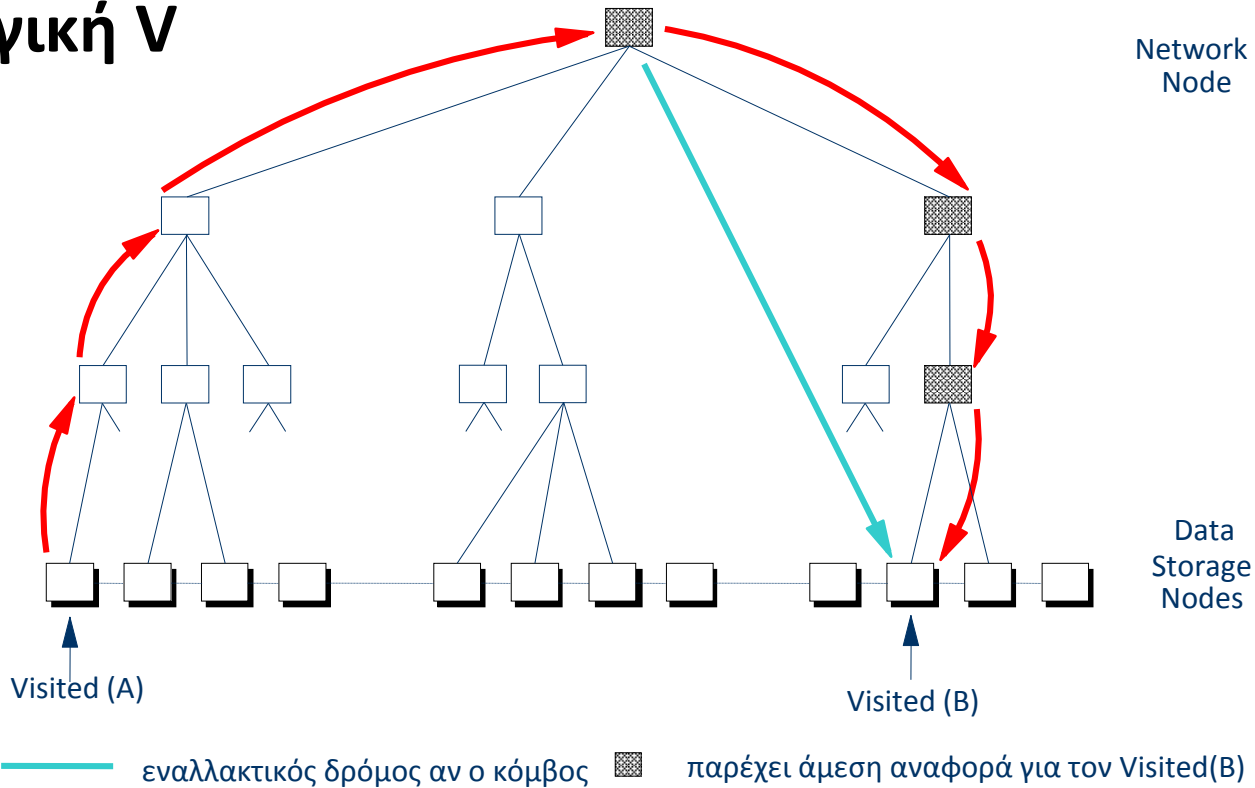 γική V
Network
Node
Data
Storage
Nodes
Visited (A)
Visited (B)
εναλλακτικός δρόμος αν ο κόμβος
παρέχει άμεση αναφορά για τον Visited(B)